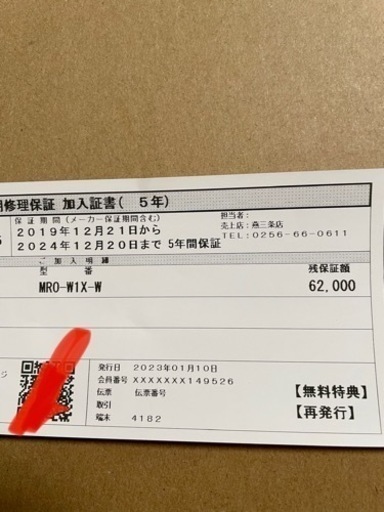 修理保証 加入証書( 5年)
保証期間(メーカー保証期間含む)
2019年12月21日から
2024年12月20日まで 5年間保証
担当者:
売上店: 燕三条店
TEL:0256-66-0611
ご加入明細
型 番
残保証額
MRO-W1X-W
62,000
発行日 2023年01月10日
会員番号 XXXXXXX149526
伝票 伝票番号
取引
端末 4182
【無料特典】
【再発行】